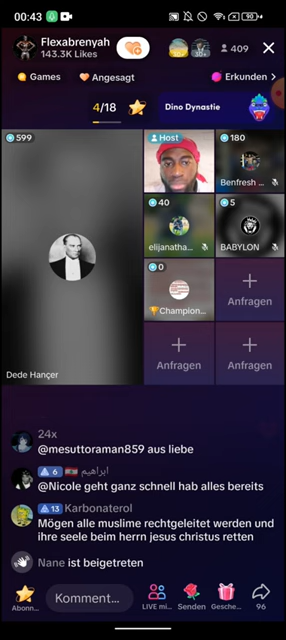 00:43
90
Flexabrenyah
143.3K Likes
409
Games
Angesagt
Erkunden
4/18
Dino Dynastie
599
Host
180
Benfresh ...
40
5
elijanatha...
BABYLON
0
Champion...
Anfragen
Anfragen
Anfragen
Dede Hançer
24x
@mesuttoraman859 aus liebe
6 ابراهيم
@Nicole geht ganz schnell hab alles bereits
13 Karbonaterol
Mögen alle muslime rechtgeleitet werden und
ihre seele beim herrn jesus christus retten
Nane ist beigetreten
Komment...
Abonn...
LIVE mi...
Senden
Gesche...
96